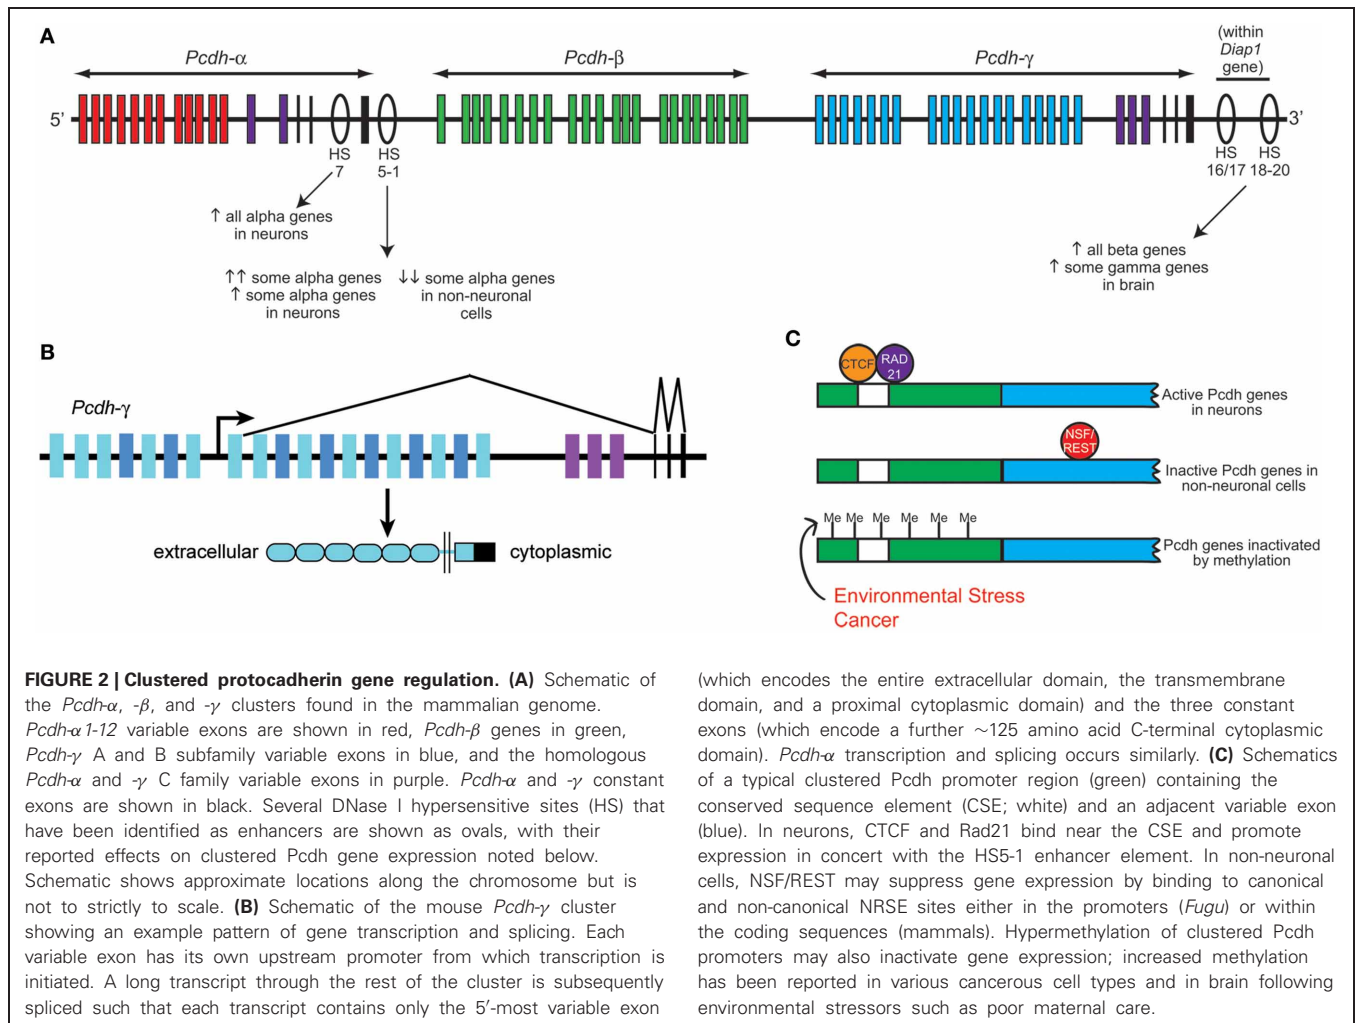 A
Pcdh-α
Pcdh-β
Pcdh-γ
(within
Diap1
gene)
5’
3’
HS
7
HS
5-1
HS
16/17
HS
18-20
↑ all alpha genes
in neurons
↑↑ some alpha genes
↑ some alpha genes
in neurons
↓↓ some alpha genes
in non-neuronal
cells
↑ all beta genes
↑ some gamma genes
in brain
B
Pcdh-γ
extracellular
cytoplasmic
C
CTCF
RAD
21
Active Pcdh genes
in neurons
NSF/
REST
Inactive Pcdh genes in
non-neuronal cells
Me Me Me Me Me Me
Pcdh genes inactivated
by methylation
Environmental Stress
Cancer
FIGURE 2 | Clustered protocadherin gene regulation. (A) Schematic of
the Pcdh-α, -β, and -γ clusters found in the mammalian genome.
Pcdh-α1-12 variable exons are shown in red, Pcdh-β genes in green,
Pcdh-γ A and B subfamily variable exons in blue, and the homologous
Pcdh-α and -γ C family variable exons in purple. Pcdh-α and -γ constant
exons are shown in black. Several DNase I hypersensitive sites (HS) that
have been identified as enhancers are shown as ovals, with their
reported effects on clustered Pcdh gene expression noted below.
Schematic shows approximate locations along the chromosome but is
not to strictly to scale. (B) Schematic of the mouse Pcdh-γ cluster
showing an example pattern of gene transcription and splicing. Each
variable exon has its own upstream promoter from which transcription is
initiated. A long transcript through the rest of the cluster is subsequently
spliced such that each transcript contains only the 5′-most variable exon
(which encodes the entire extracellular domain, the transmembrane
domain, and a proximal cytoplasmic domain) and the three constant
exons (which encode a further ∼125 amino acid C-terminal cytoplasmic
domain). Pcdh-α transcription and splicing occurs similarly. (C) Schematics
of a typical clustered Pcdh promoter region (green) containing the
conserved sequence element (CSE; white) and an adjacent variable exon
(blue). In neurons, CTCF and Rad21 bind near the CSE and promote
expression in concert with the HS5-1 enhancer element. In non-neuronal
cells, NSF/REST may suppress gene expression by binding to canonical
and non-canonical NRSE sites either in the promoters (Fugu) or within
the coding sequences (mammals). Hypermethylation of clustered Pcdh
promoters may also inactivate gene expression; increased methylation
has been reported in various cancerous cell types and in brain following
environmental stressors such as poor maternal care.